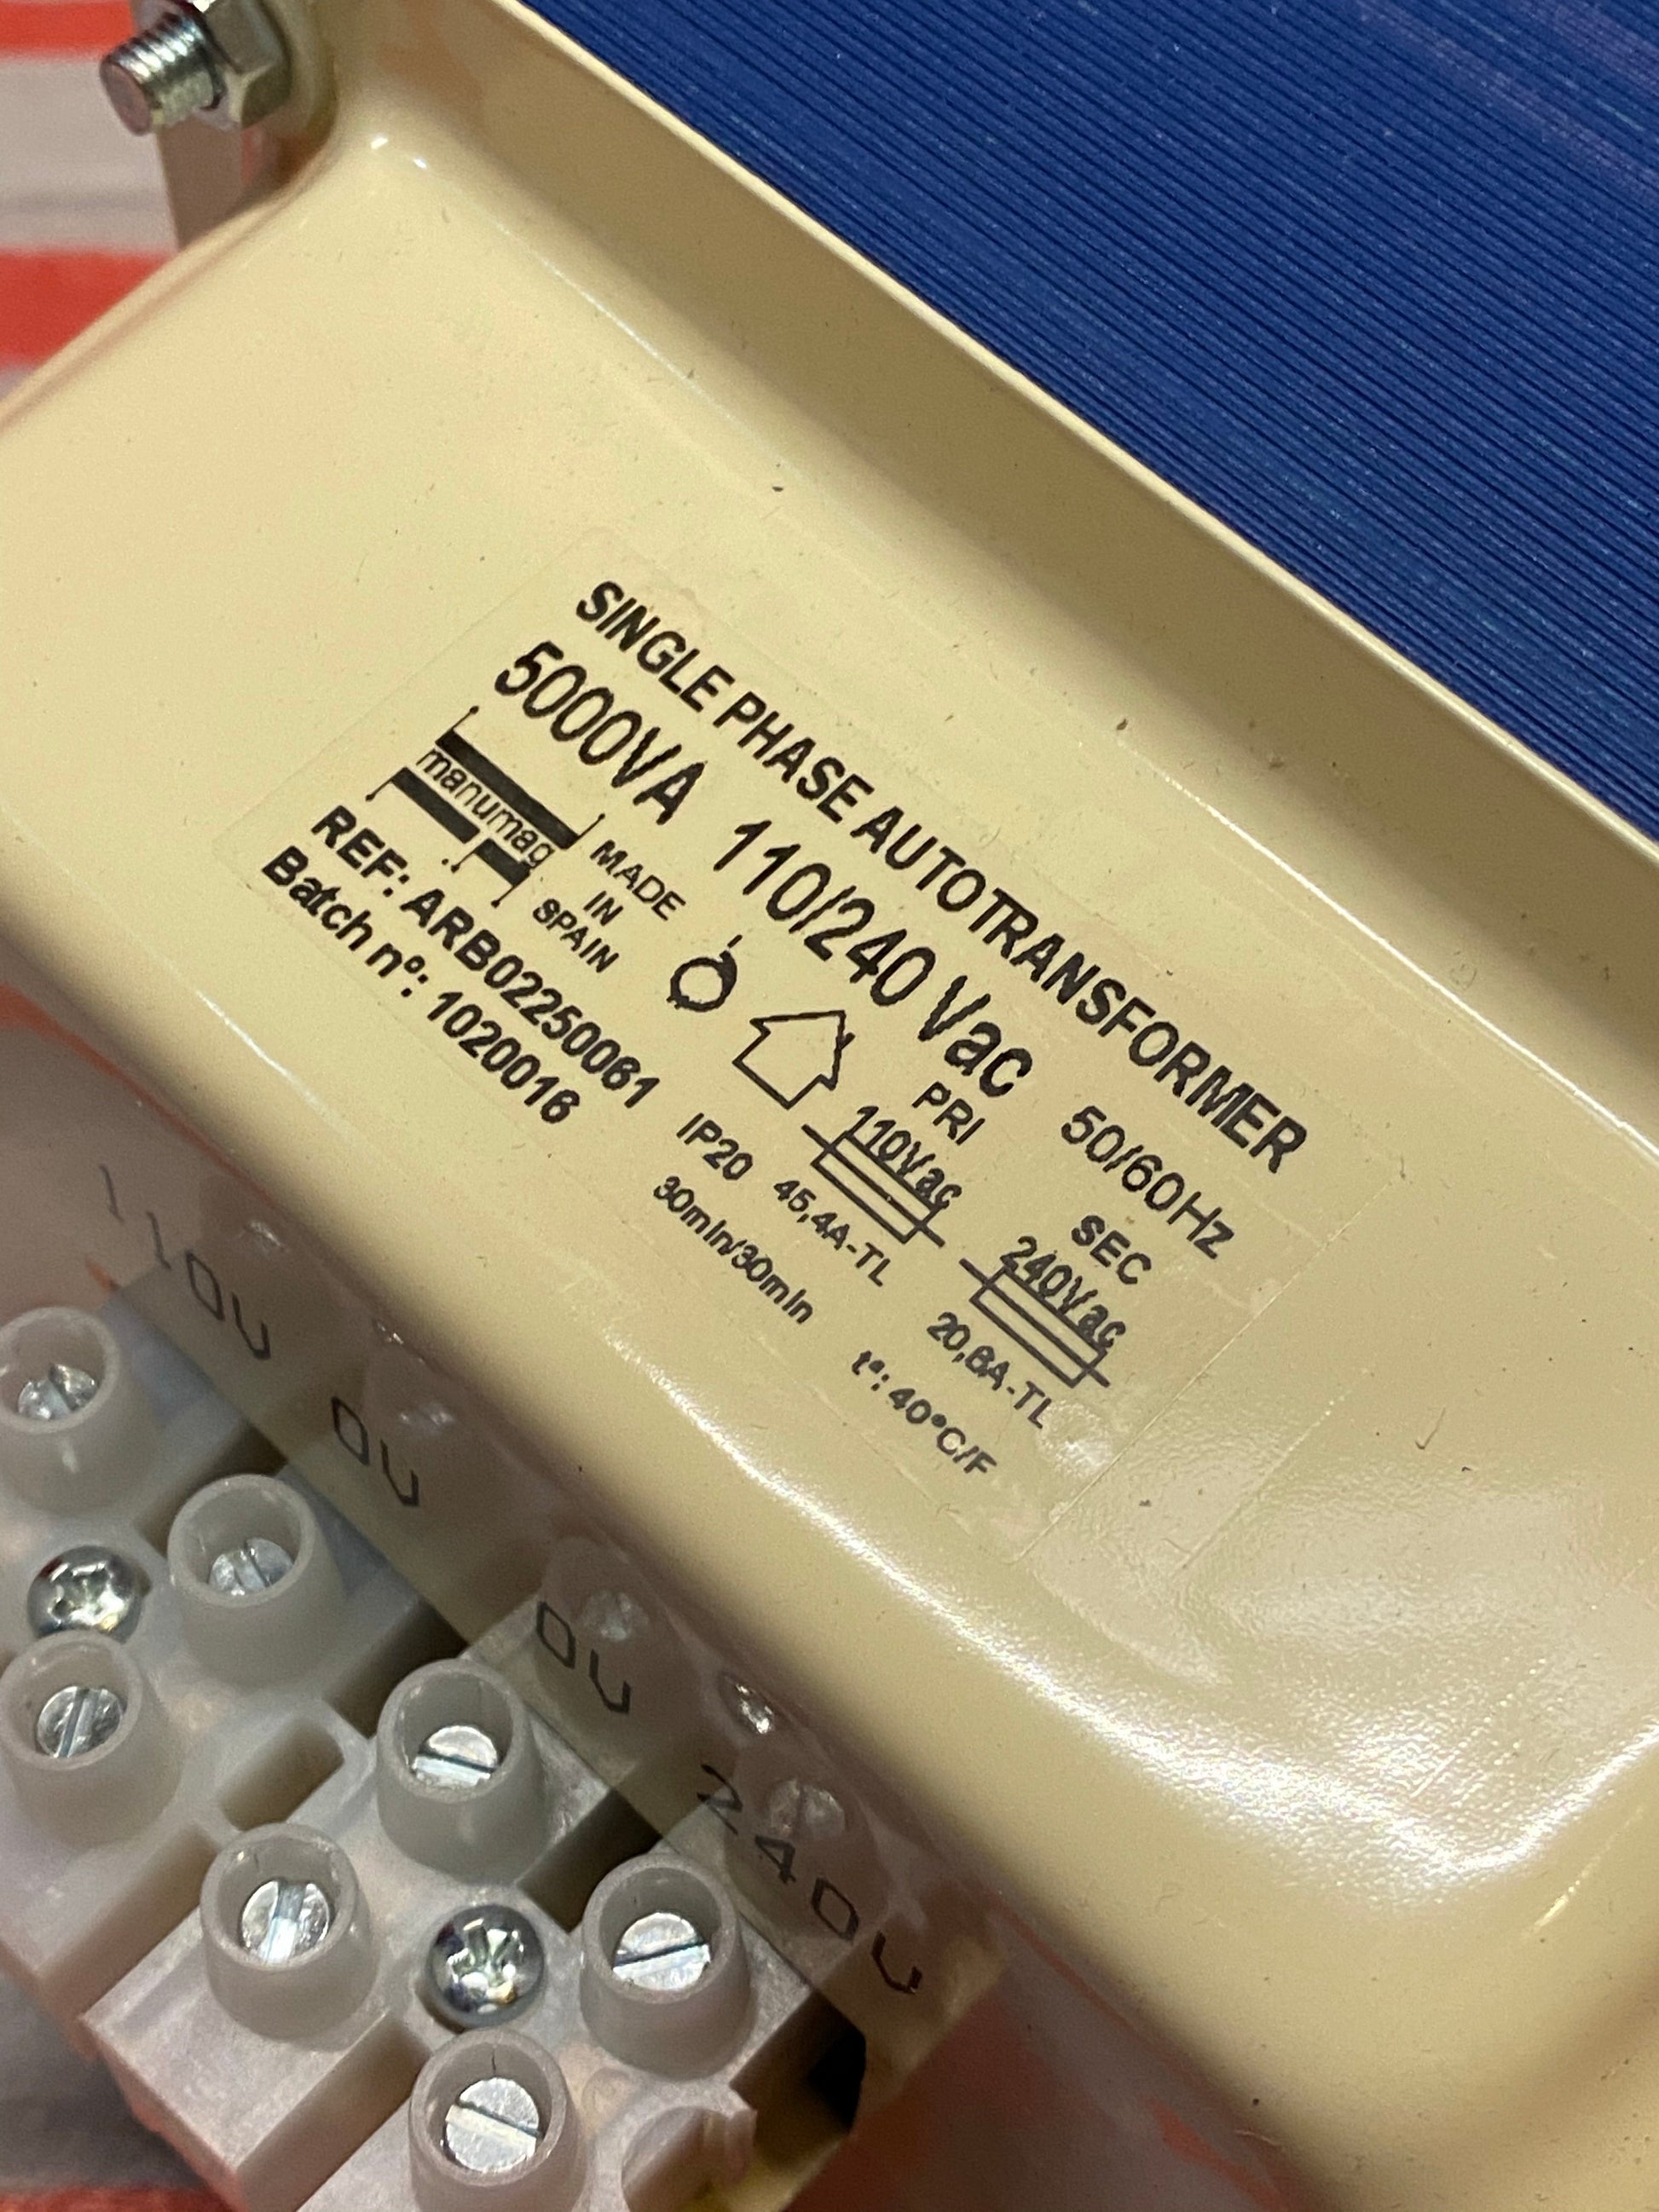 SINGLE PHASE AUTOTRANSFORMER
5000VA 110/240 Vac 50/60Hz
manumag
MADE
IN
SPAIN
PRI
110Vac
SEC
240Vac
REF: ARB02250061
IP20 45,4A-TL 20,8A-TL
Batch nº: 1020016
30min/30min tª: 40°C/F
110V 0V 0V 240V